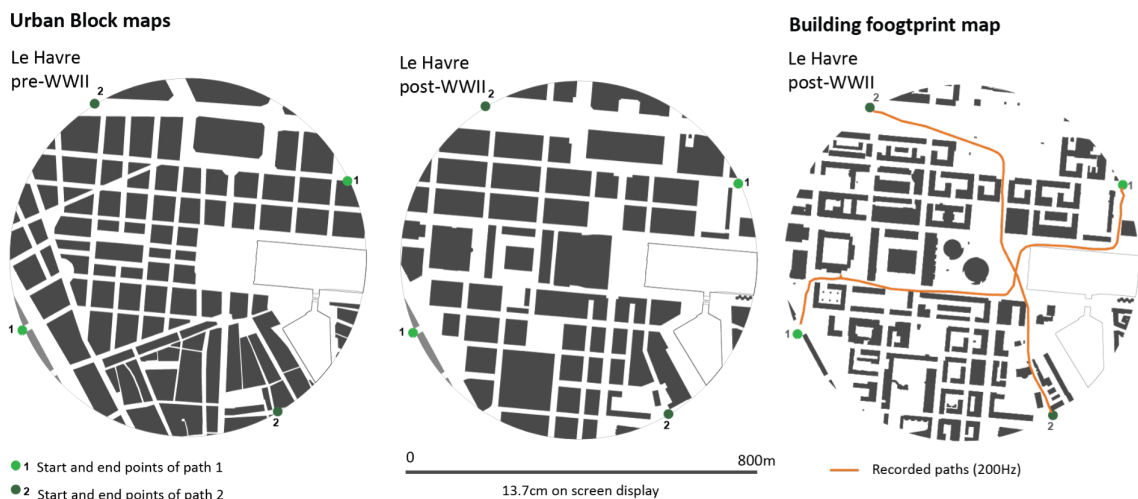 Urban Block maps
Building foogtprint map
Le Havre
pre-WWII
2
1
1
2
Le Havre
post-WWII
2
1
1
2
Le Havre
post-WWII
2
1
1
2
1 Start and end points of path 1
2 Start and end points of path 2
800m
0
13.7cm on screen display
Recorded paths (200Hz)